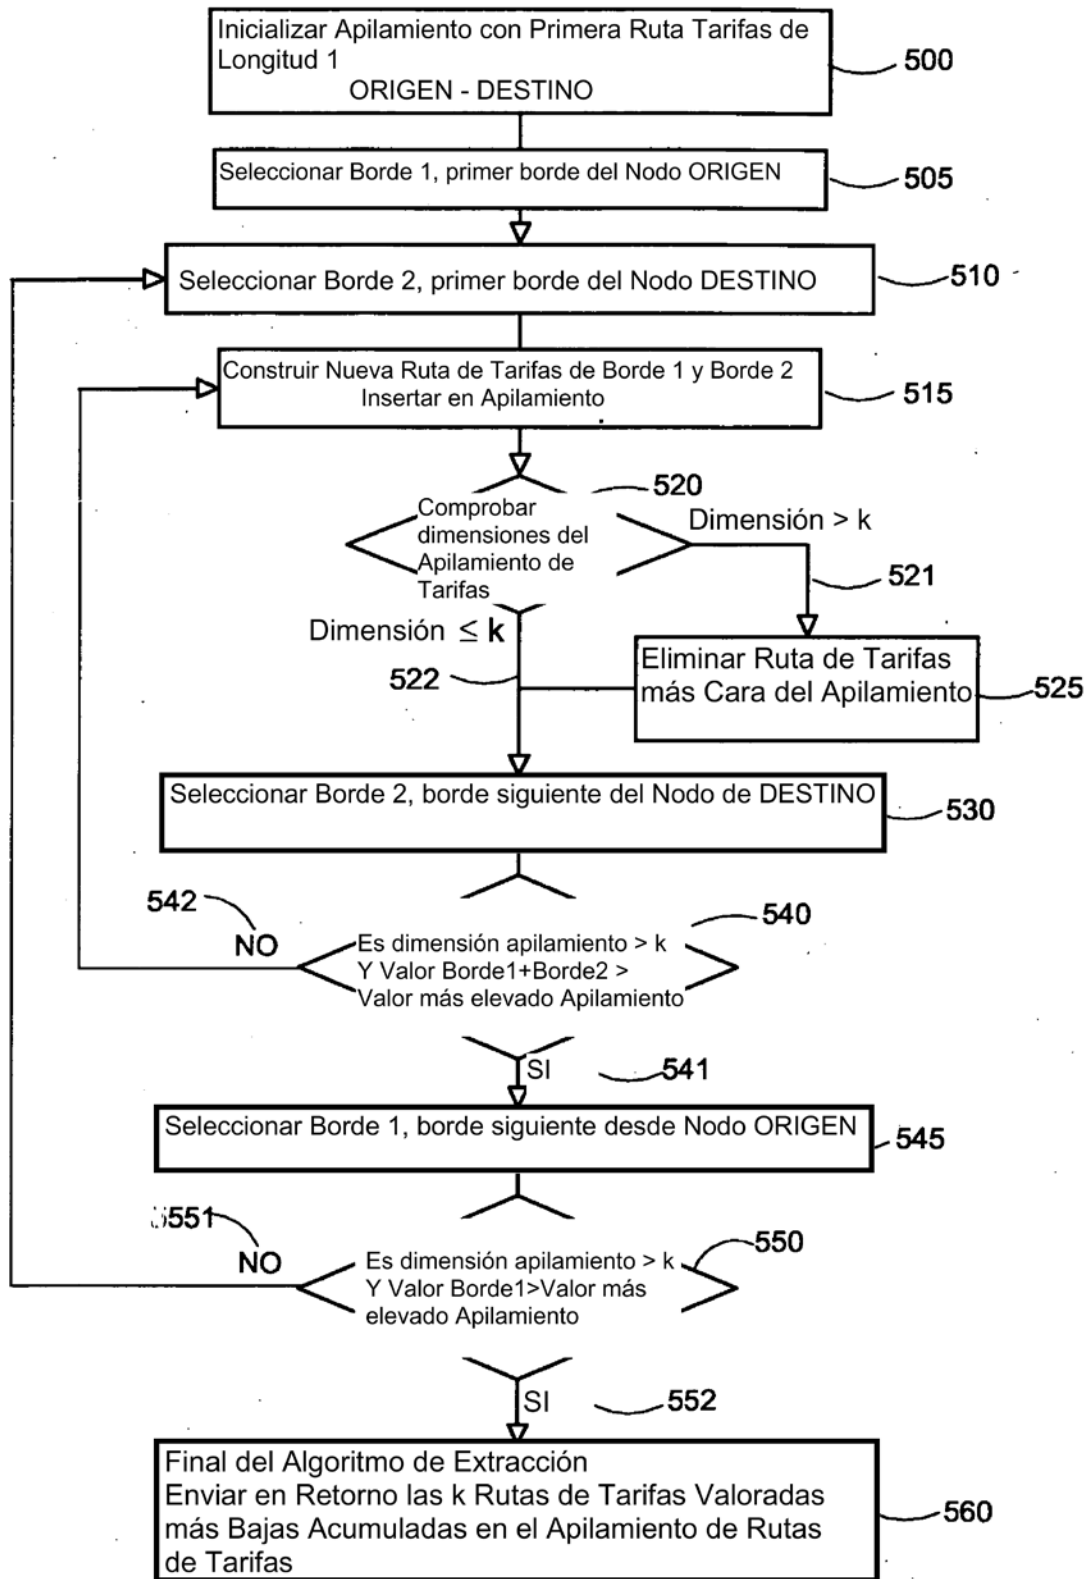 Inicializar Apilamiento con Primera Ruta Tarifas de
Longitud 1
ORIGEN - DESTINO
500
Seleccionar Borde 1, primer borde del Nodo ORIGEN
505
Seleccionar Borde 2, primer borde del Nodo DESTINO
510
Construir Nueva Ruta de Tarifas de Borde 1 y Borde 2
Insertar en Apilamiento
515
520
Comprobar
dimensiones del
Apilamiento de
Tarifas
Dimensión > k
521
Dimensión ≤ k
522
Eliminar Ruta de Tarifas
más Cara del Apilamiento
525
Seleccionar Borde 2, borde siguiente del Nodo de DESTINO
530
542
NO
540
Es dimensión apilamiento > k
Y Valor Borde1+Borde2 >
Valor más elevado Apilamiento
SI
541
Seleccionar Borde 1, borde siguiente desde Nodo ORIGEN
545
551
NO
550
Es dimensión apilamiento > k
Y Valor Borde1>Valor más
elevado Apilamiento
SI
552
Final del Algoritmo de Extracción
Enviar en Retorno las k Rutas de Tarifas Valoradas
más Bajas Acumuladas en el Apilamiento de Rutas
de Tarifas
560